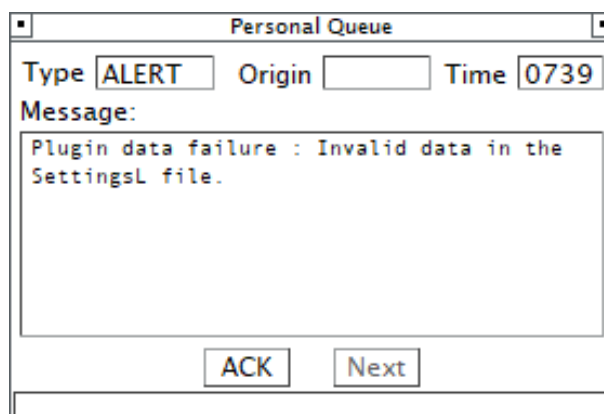 Personal Queue
Type ALERT Origin Time 0739
Message:
Plugin data failure : Invalid data in the
SettingsL file.
ACK Next